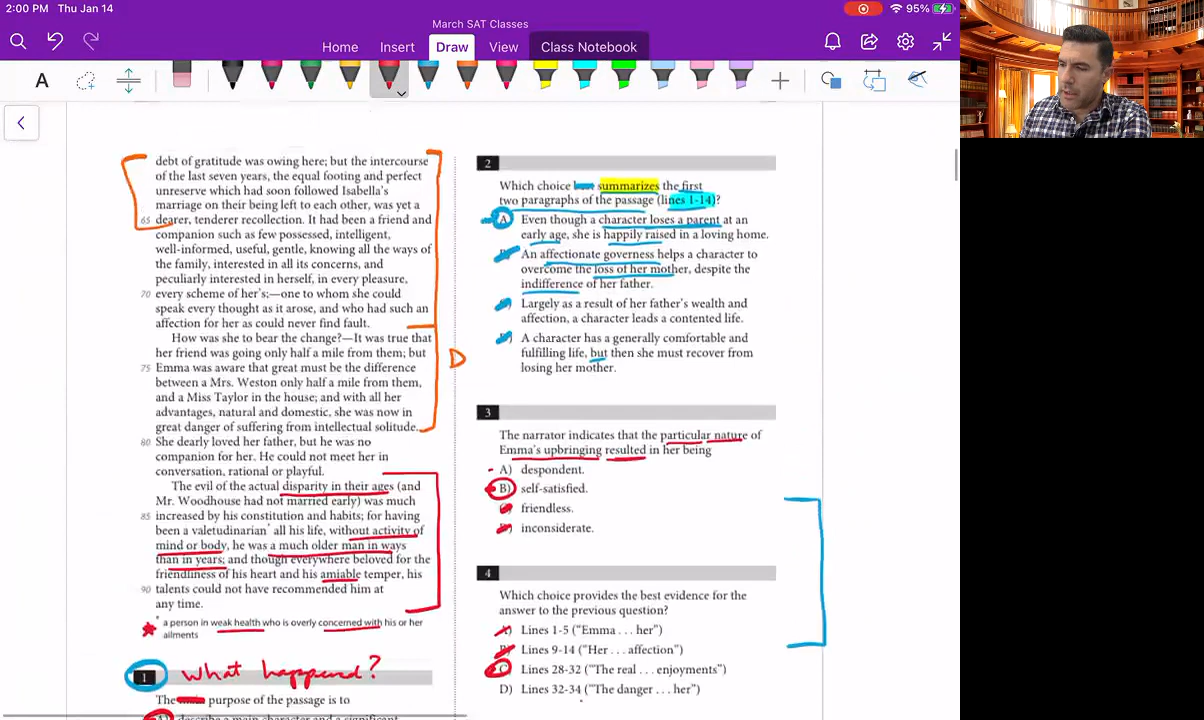 2:00 PM Thu Jan 14
95%
March SAT Classes
Home Insert Draw View Class Notebook
A
debt of gratitude was owing here; but the intercourse
of the last seven years, the equal footing and perfect
unreserve which had soon followed Isabella's
marriage on their being left to each other, was yet a
65 dearer, tenderer recollection. It had been a friend and
companion such as few possessed, intelligent,
well-informed, useful, gentle, knowing all the ways of
the family, interested in all its concerns, and
peculiarly interested in herself, in every pleasure,
70 every scheme of her's;—one to whom she could
speak every thought as it arose, and who had such an
affection for her as could never find fault.
How was she to bear the change?—It was true that
her friend was going only half a mile from them; but
75 Emma was aware that great must be the difference
between a Mrs. Weston only half a mile from them,
and a Miss Taylor in the house; and with all her
advantages, natural and domestic, she was now in
great danger of suffering from intellectual solitude.
80 She dearly loved her father, but he was no
companion for her. He could not meet her in
conversation, rational or playful.
The evil of the actual disparity in their ages (and
Mr. Woodhouse had not married early) was much
85 increased by his constitution and habits; for having
been a valetudinarian* all his life, without activity of
mind or body, he was a much older man in ways
than in years; and though everywhere beloved for the
friendliness of his heart and his amiable temper, his
90 talents could not have recommended him at
any time.
* a person in weak health who is overly concerned with his or her
ailments
1 What happened?
The purpose of the passage is to
2
Which choice summarizes the first
two paragraphs of the passage (lines 1-14)?
A Even though a character loses a parent at an
early age, she is happily raised in a loving home.
An affectionate governess helps a character to
overcome the loss of her mother, despite the
indifference of her father.
Largely as a result of her father's wealth and
affection, a character leads a contented life.
A character has a generally comfortable and
fulfilling life, but then she must recover from
losing her mother.
3
The narrator indicates that the particular nature of
Emma's upbringing resulted in her being
A) despondent.
B) self-satisfied.
friendless.
inconsiderate.
4
Which choice provides the best evidence for the
answer to the previous question?
A) Lines 1-5 ("Emma . . . her")
B) Lines 9-14 ("Her . . . affection")
C Lines 28-32 ("The real . . . enjoyments")
D) Lines 32-34 ("The danger . . . her")